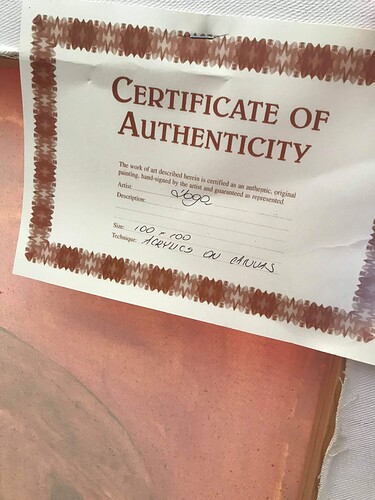 CERTIFICATE OF
AUTHENTICITY
The work of art described herein is certified as an authentic, original
painting, hand-signed by the artist and guaranteed as represented
Artist:
Description:
Size: 100 × 100
Technique: ACRYLICS ON CANVAS